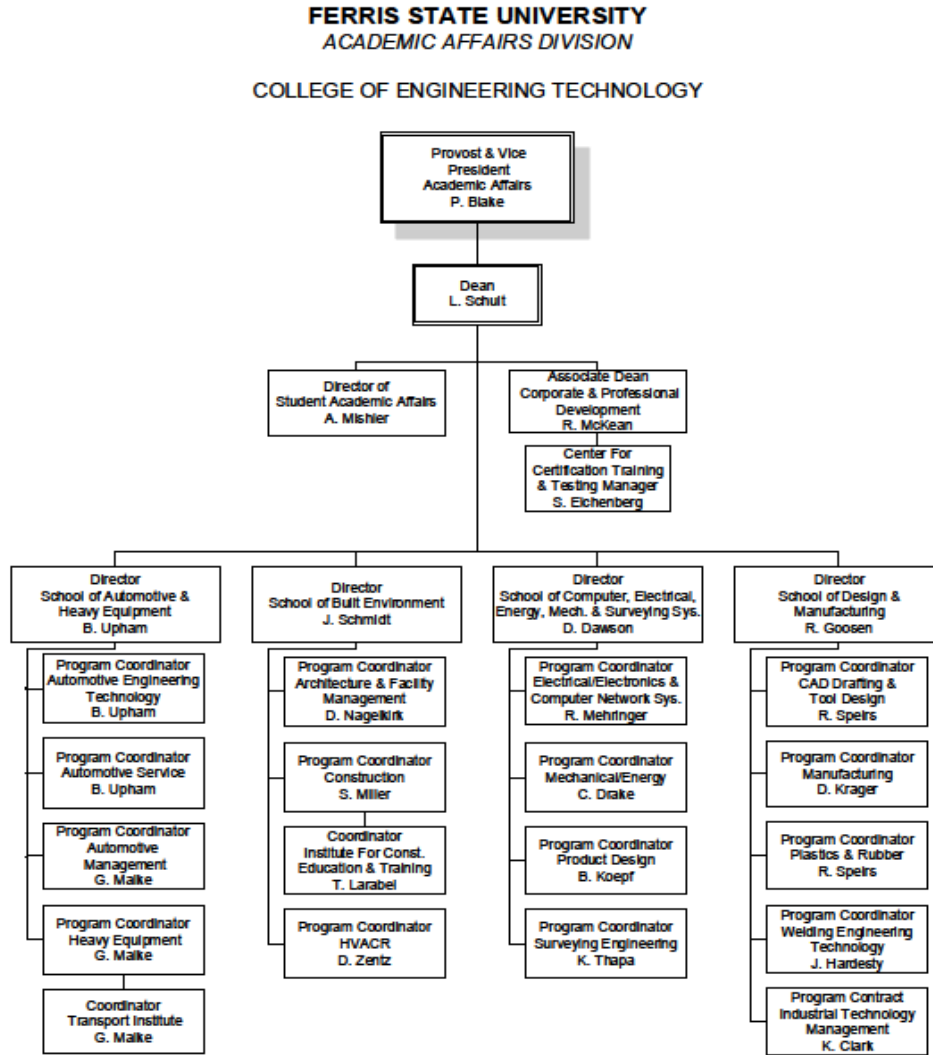 FERRIS STATE UNIVERSITY
ACADEMIC AFFAIRS DIVISION
COLLEGE OF ENGINEERING TECHNOLOGY
Provost & Vice
President
Academic Affairs
P. Blake
Dean
L. Schult
Director of
Student Academic Affairs
A. Mishler
Associate Dean
Corporate & Professional
Development
R. McKean
Center For
Certification Training
& Testing Manager
S. Eichenberg
Director
School of Automotive &
Heavy Equipment
B. Upham
Program Coordinator
Automotive Engineering
Technology
B. Upham
Program Coordinator
Automotive Service
B. Upham
Program Coordinator
Automotive
Management
G. Maike
Program Coordinator
Heavy Equipment
G. Maike
Coordinator
Transport Institute
G. Maike
Director
School of Built Environment
J. Schmidt
Program Coordinator
Architecture & Facility
Management
D. Nagelkirk
Program Coordinator
Construction
S. Miller
Coordinator
Institute For Const.
Education & Training
T. Larabel
Program Coordinator
HVACR
D. Zentz
Director
School of Computer, Electrical,
Energy, Mech. & Surveying Sys.
D. Dawson
Program Coordinator
Electrical/Electronics &
Computer Network Sys.
R. Mehringer
Program Coordinator
Mechanical/Energy
C. Drake
Program Coordinator
Product Design
B. Koepf
Program Coordinator
Surveying Engineering
K. Thapa
Director
School of Design &
Manufacturing
R. Goosen
Program Coordinator
CAD Drafting &
Tool Design
R. Speirs
Program Coordinator
Manufacturing
D. Krager
Program Coordinator
Plastics & Rubber
R. Speirs
Program Coordinator
Welding Engineering
Technology
J. Hardesty
Program Contract
Industrial Technology
Management
K. Clark